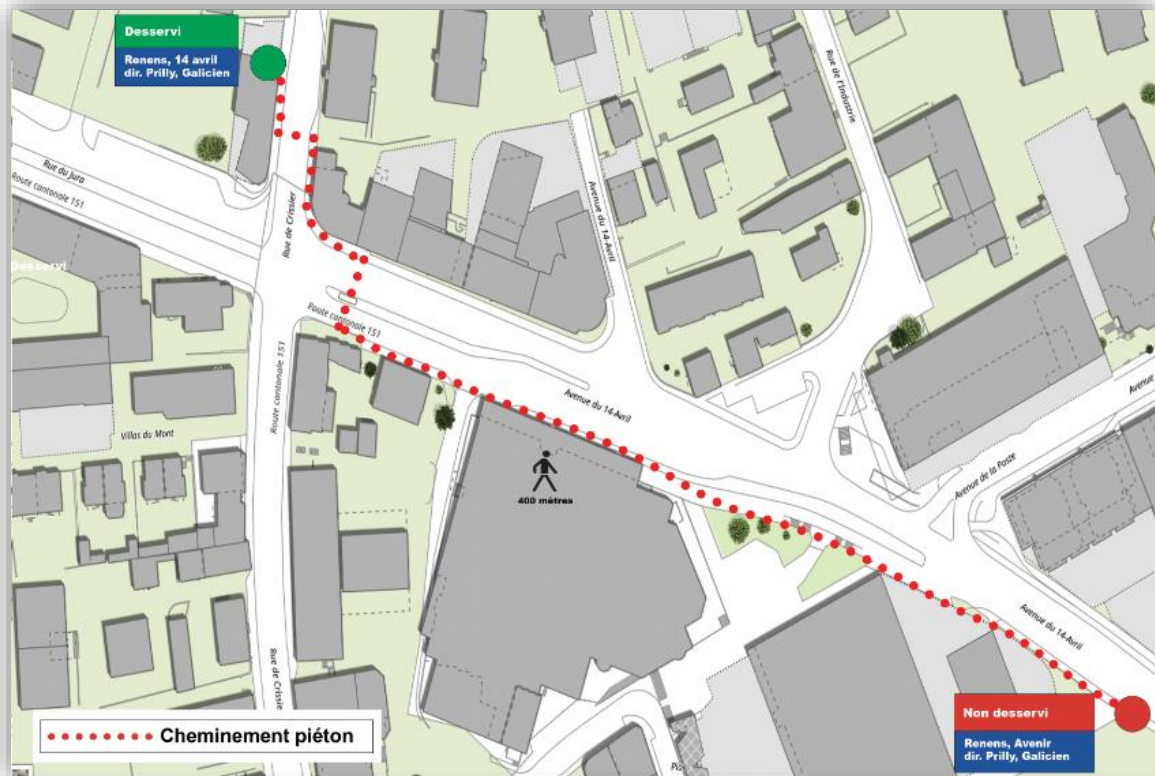 Desservi
Renens, 14 avril
dir. Prilly, Galicien
Rue de l'Industrie
Rue du Jura
Route cantonale 151
Rue de Crissier
Avenue du 14-Avril
Desservi
Route cantonale 151
Route cantonale 151
Avenue du 14-Avril
Avenue
Villas du Mont
Avenue de la Poste
400 mètres
Avenue du 14-Avril
Rue de Crissier
Non desservi
Renens, Avenir
dir. Prilly, Galicien
Cheminement piéton